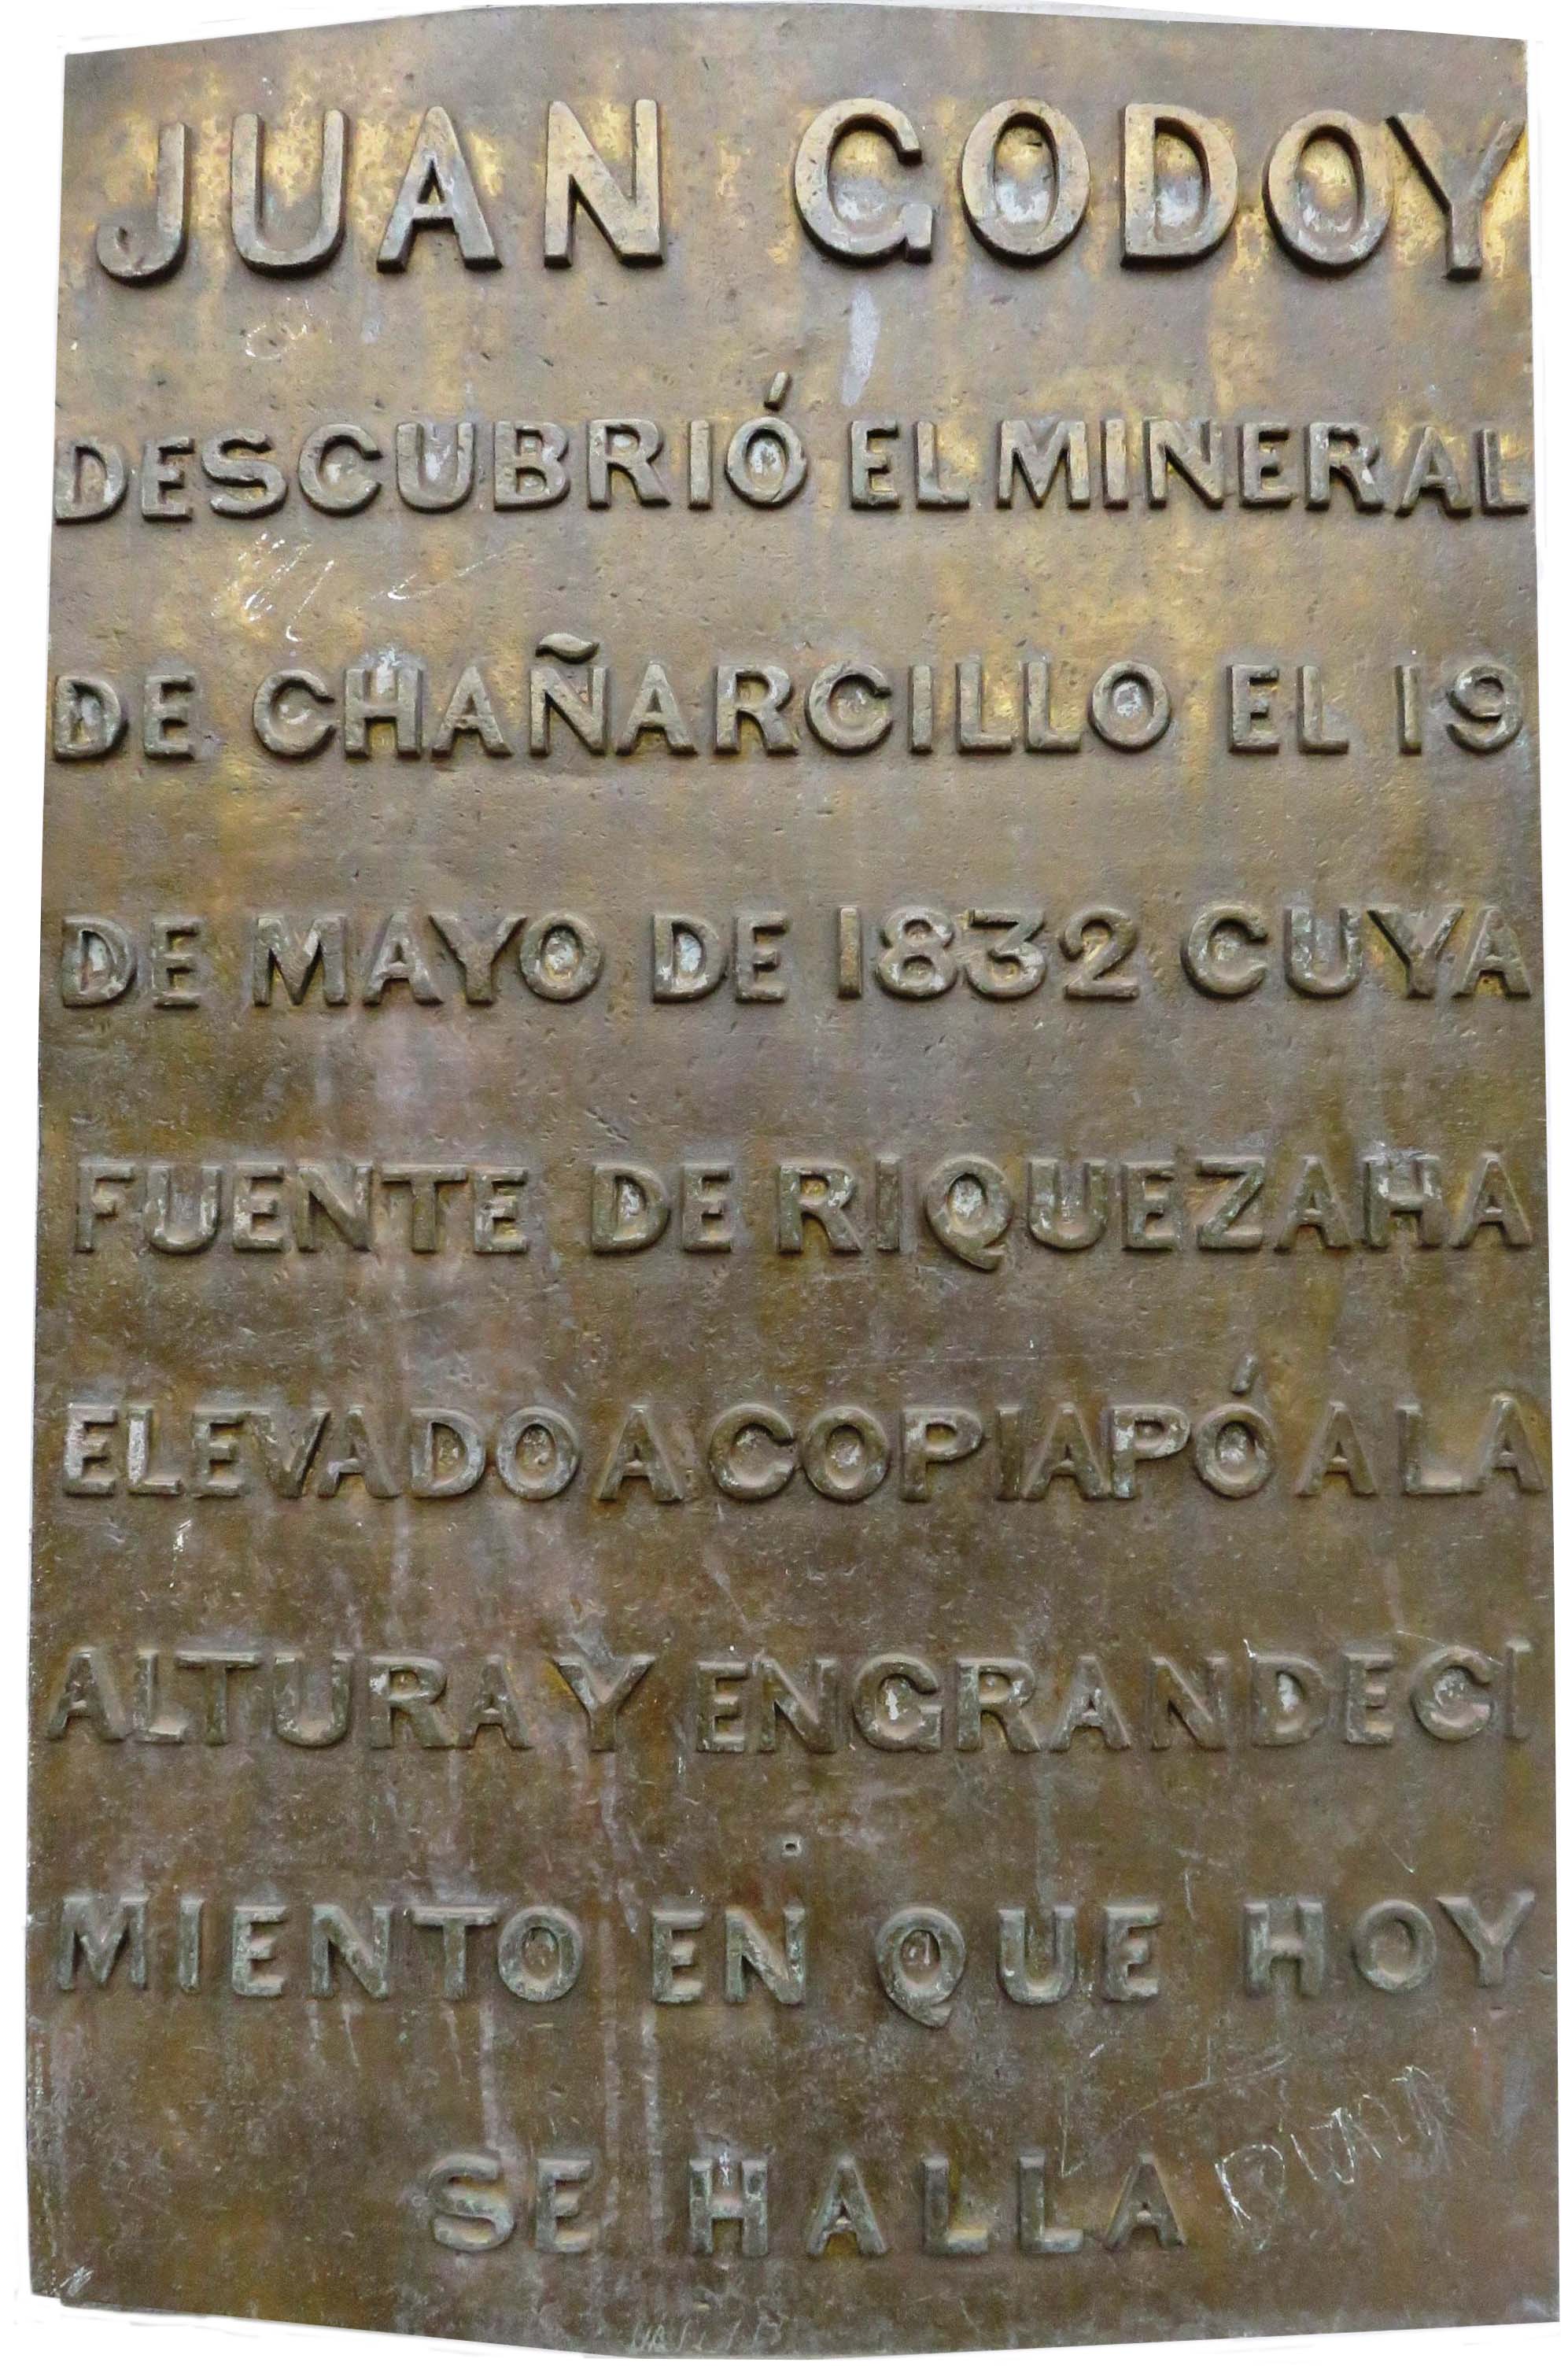 JUAN GODOY
DESCUBRIÓ EL MINERAL
DE CHAÑARCILLO EL 19
DE MAYO DE 1832 CUYA
FUENTE DE RIQUEZA HA
ELEVADO A COPIAPÓ A LA
ALTURA Y ENGRANDECI
MIENTO EN QUE HOY
SE HALLA